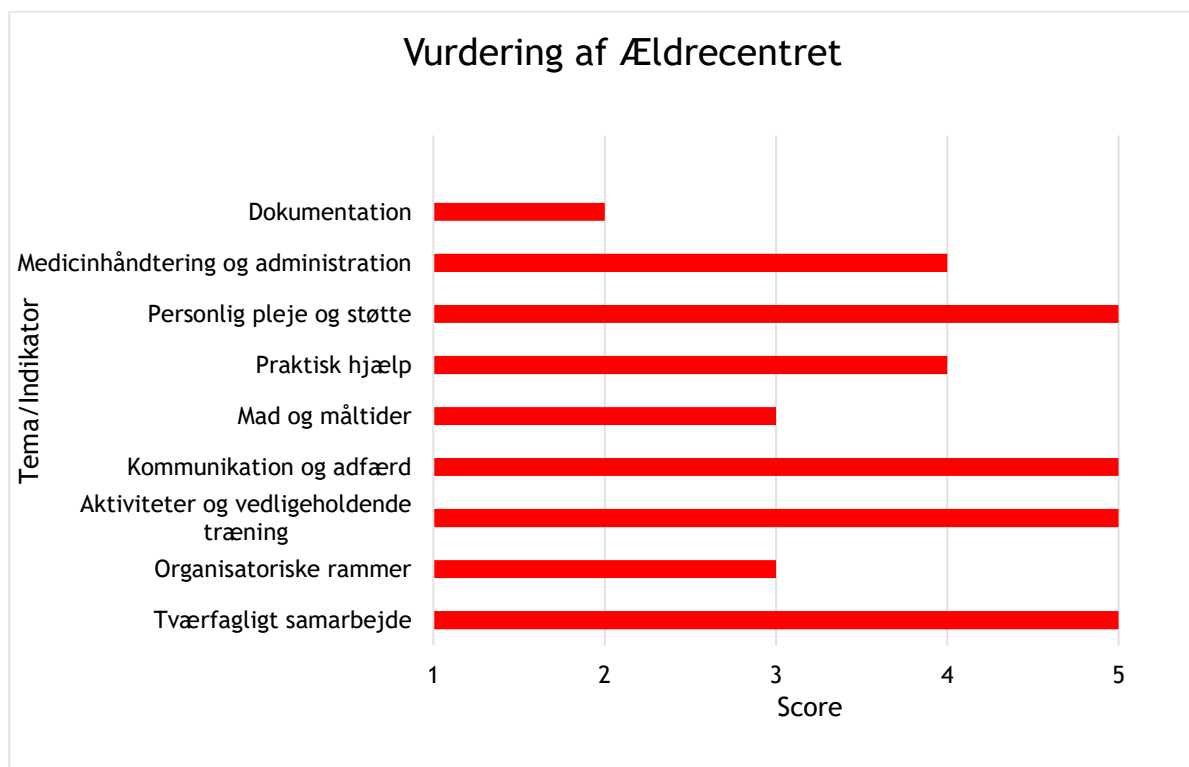 Vurdering af Ældrecentret
Tema/Indikator
Dokumentation
Medicinhåndtering og administration
Personlig pleje og støtte
Praktisk hjælp
Mad og måltider
Kommunikation og adfærd
Aktiviteter og vedligeholdende
træning
Organisatoriske rammer
Tværfagligt samarbejde
1 2 3 4 5
Score